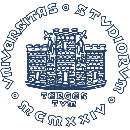 VNIVERSITAS STVDIORVM
TERGES
TVM
MCMXXIV